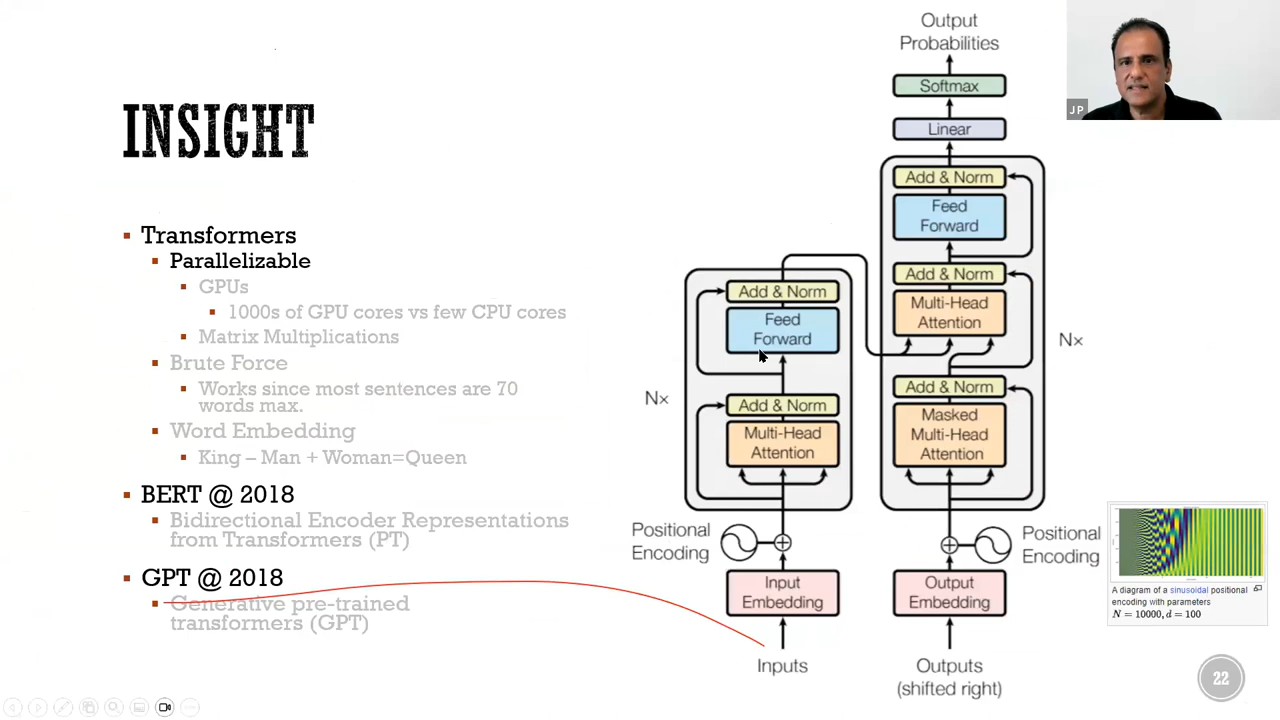 INSIGHT
Transformers
Parallelizable
GPUs
1000s of GPU cores vs few CPU cores
Matrix Multiplications
Brute Force
Works since most sentences are 70
words max.
Word Embedding
King – Man + Woman=Queen
BERT @ 2018
Bidirectional Encoder Representations
from Transformers (PT)
GPT @ 2018
Generative pre-trained
transformers (GPT)
Output
Probabilities
Softmax
Linear
Add & Norm
Feed
Forward
Add & Norm
Multi-Head
Attention
Add & Norm
Masked
Multi-Head
Attention
Nx
Add & Norm
Feed
Forward
Add & Norm
Multi-Head
Attention
Nx
Positional
Encoding
Positional
Encoding
Input
Embedding
Output
Embedding
Inputs
Outputs
(shifted right)
JP
A diagram of a sinusoidal positional
encoding with parameters
N = 10000, d = 100
22